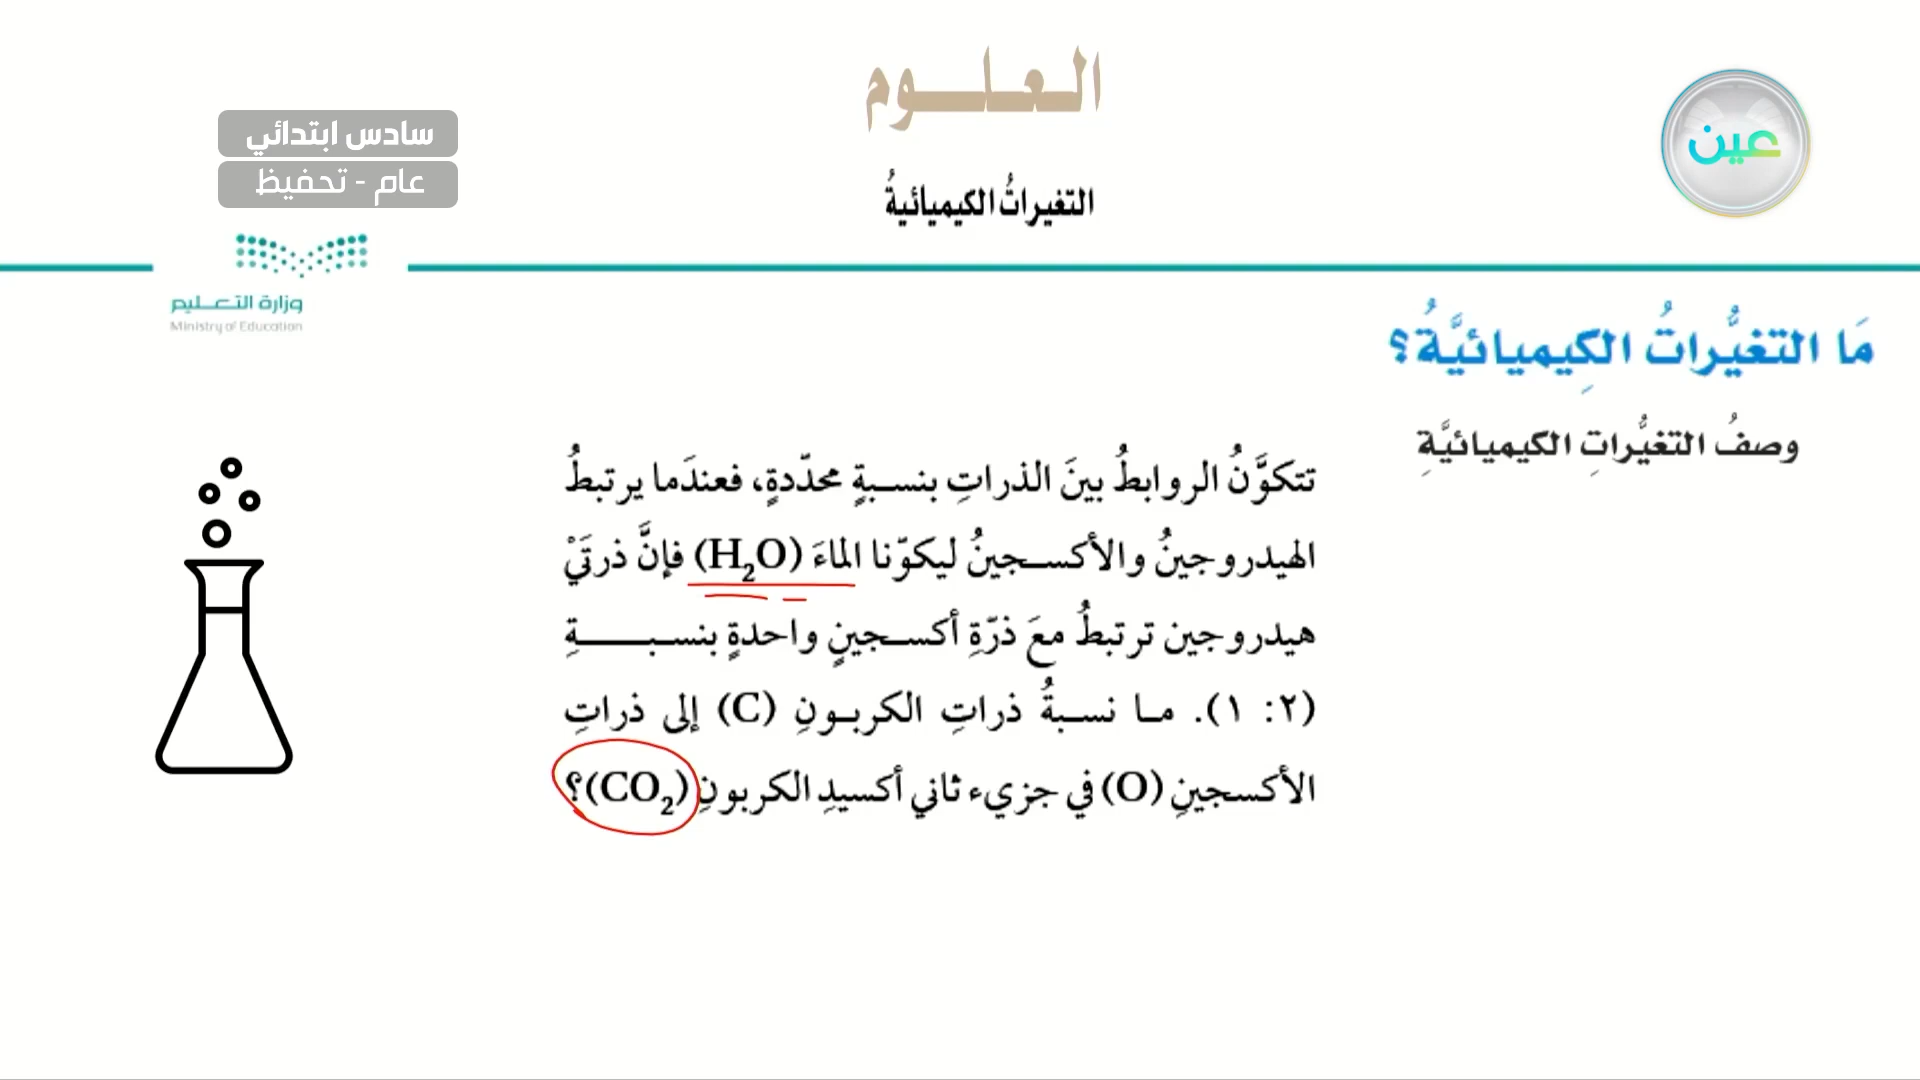 العلوم
سادس ابتدائي
عام - تحفيظ
عين
التغيراتُ الكيميائيةُ
وزارة التعليم
Ministry of Education
مَا التغيُّراتُ الكِيميائيَّةُ؟
وصفُ التغيُّراتِ الكيميائيَّةِ
تتكوَّنُ الروابطُ بينَ الذراتِ بنسبةٍ محدّدةٍ، فعندَما يرتبطُ
الهيدروجينُ والأكسجينُ ليكوّنا الماءَ (H₂O) فإنَّ ذرتَيْ
هيدروجين ترتبطُ معَ ذرّةِ أكسجينٍ واحدةٍ بنسبةِ
(٢: ١). ما نسبةُ ذراتِ الكربونِ (C) إلى ذراتِ
الأكسجينِ (O) في جزيء ثاني أكسيدِ الكربونِ (CO₂)؟